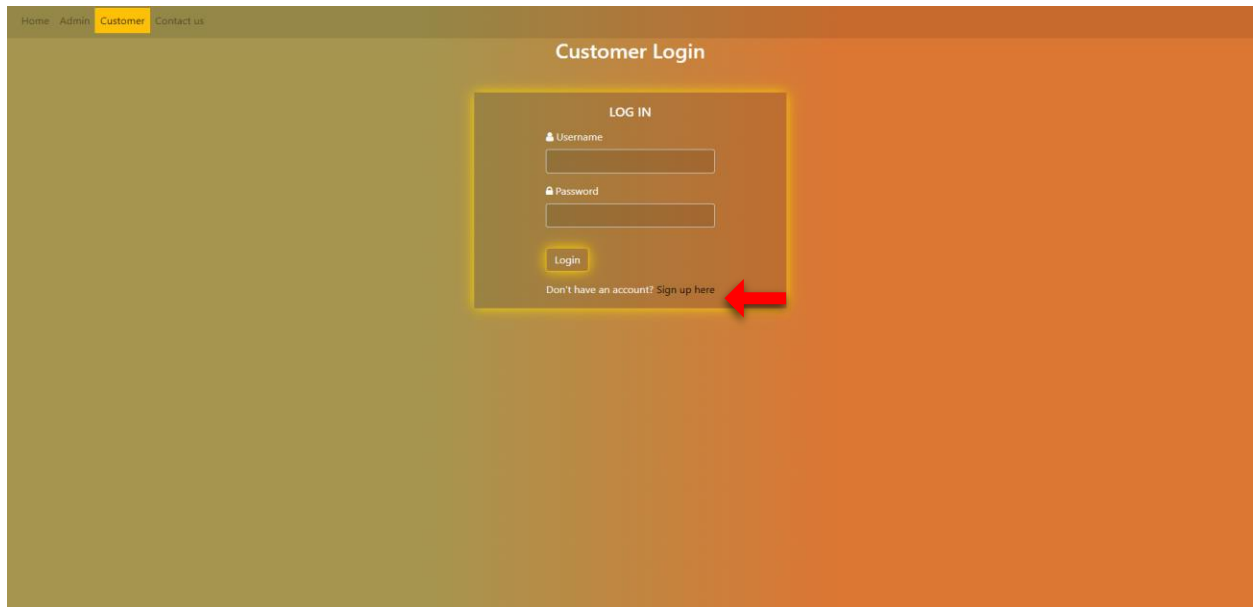 Home Admin Customer Contact us
Customer Login
LOG IN
Username
Password
Login
Don't have an account? Sign up here